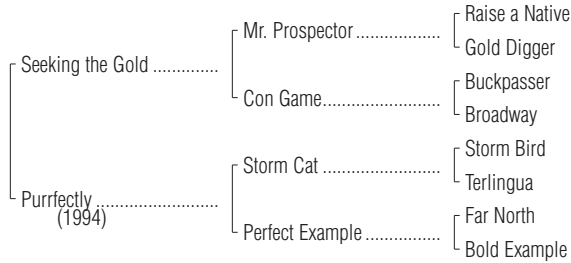 Raise a Native
Mr. Prospector ..................
Gold Digger
Seeking the Gold ..............
Buckpasser
Con Game.........................
Broadway
Storm Bird
Storm Cat .........................
Terlingua
Purrfectly ..........................
(1994)
Far North
Perfect Example ................
Bold Example